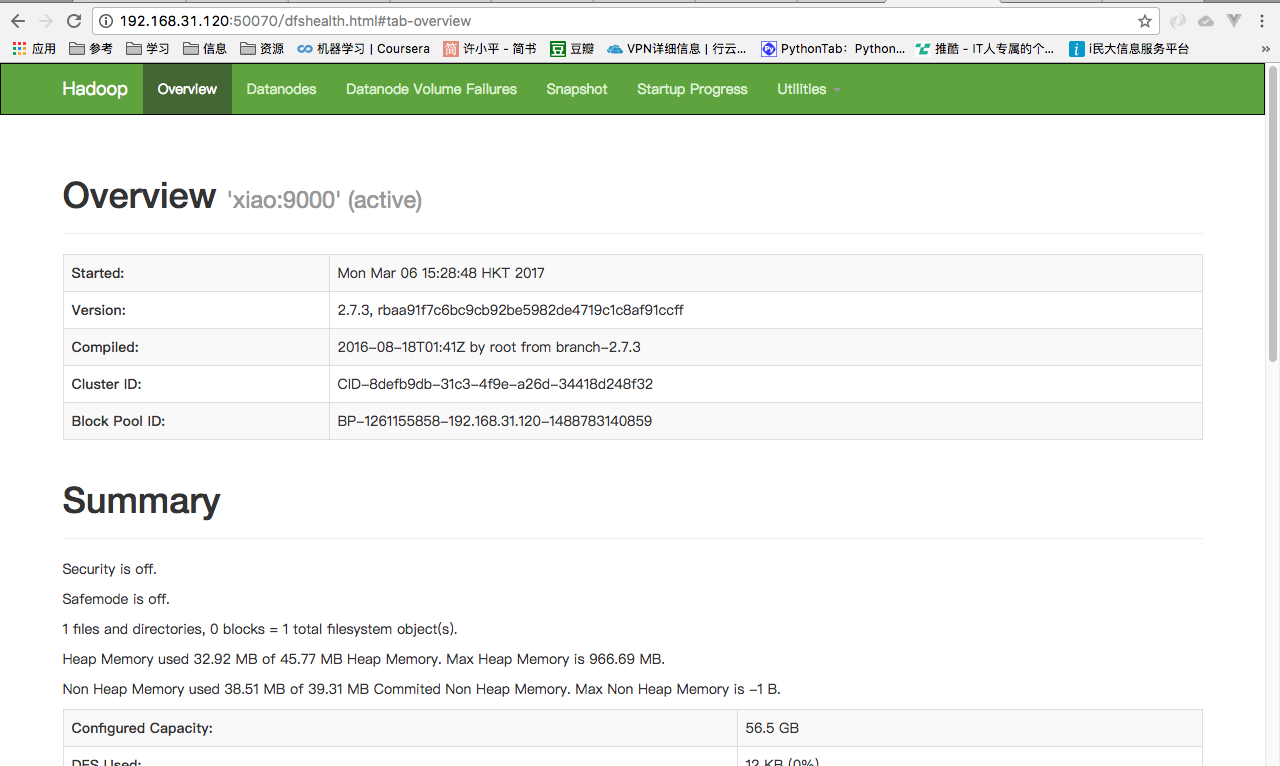 192.168.31.120:50070/dfshealth.html#tab-overview
应用 参考 学习 信息 资源 机器学习 | Coursera 简 许小平 - 简书 豆 豆瓣 VPN详细信息 | 行云... PythonTab：Python... 推酷 - IT人专属的个... i民大信息服务平台 »
Hadoop Overview Datanodes Datanode Volume Failures Snapshot Startup Progress Utilities
Overview 'xiao:9000' (active)
Started: Mon Mar 06 15:28:48 HKT 2017
Version: 2.7.3, rbaa91f7c6bc9cb92be5982de4719c1c8af91ccff
Compiled: 2016-08-18T01:41Z by root from branch-2.7.3
Cluster ID: CID-8defb9db-31c3-4f9e-a26d-34418d248f32
Block Pool ID: BP-1261155858-192.168.31.120-1488783140859
Summary
Security is off.
Safemode is off.
1 files and directories, 0 blocks = 1 total filesystem object(s).
Heap Memory used 32.92 MB of 45.77 MB Heap Memory. Max Heap Memory is 966.69 MB.
Non Heap Memory used 38.51 MB of 39.31 MB Commited Non Heap Memory. Max Non Heap Memory is -1 B.
Configured Capacity: 56.5 GB
DFS Used: 12 KB (0%)